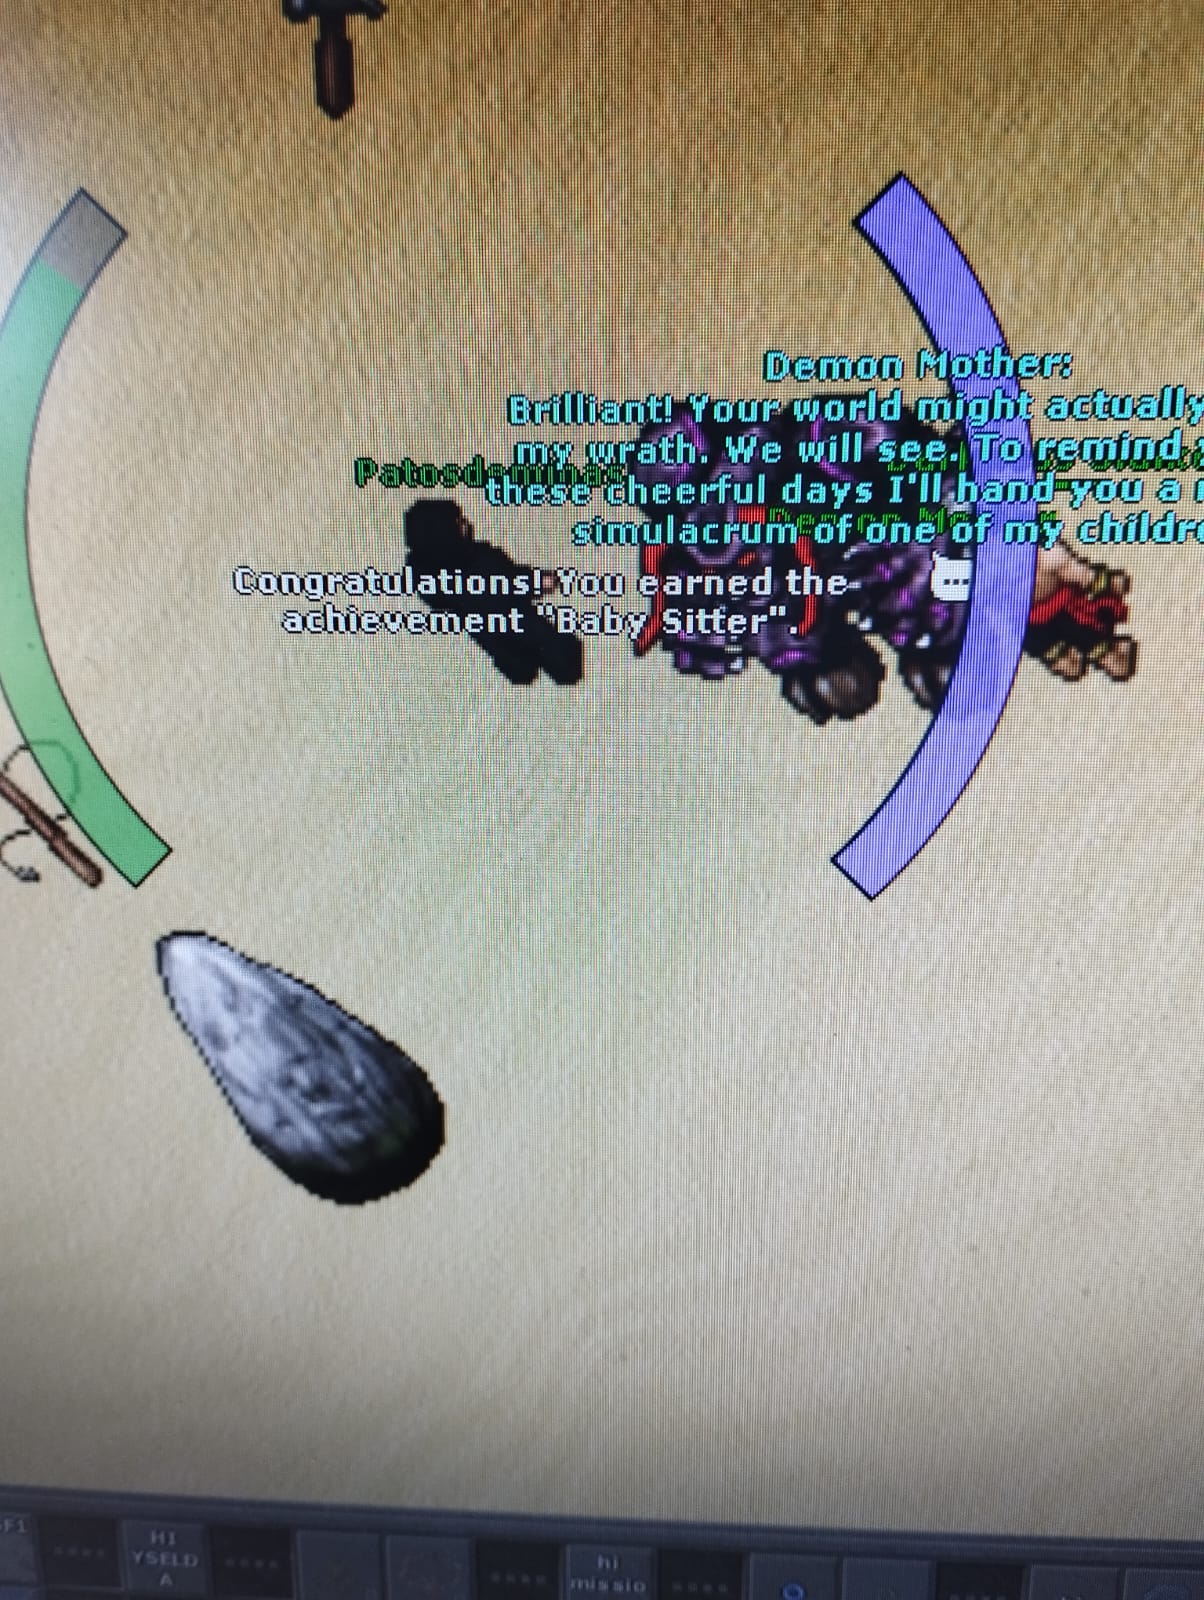 Demon Mother:
Brilliant! Your world might actually
my wrath. We will see. To remind
these cheerful days I'll hand you a
simulacrum of one of my
Congratulations! You earned the
achievement "Baby Sitter".
HI
YSELD
A
hi
missio